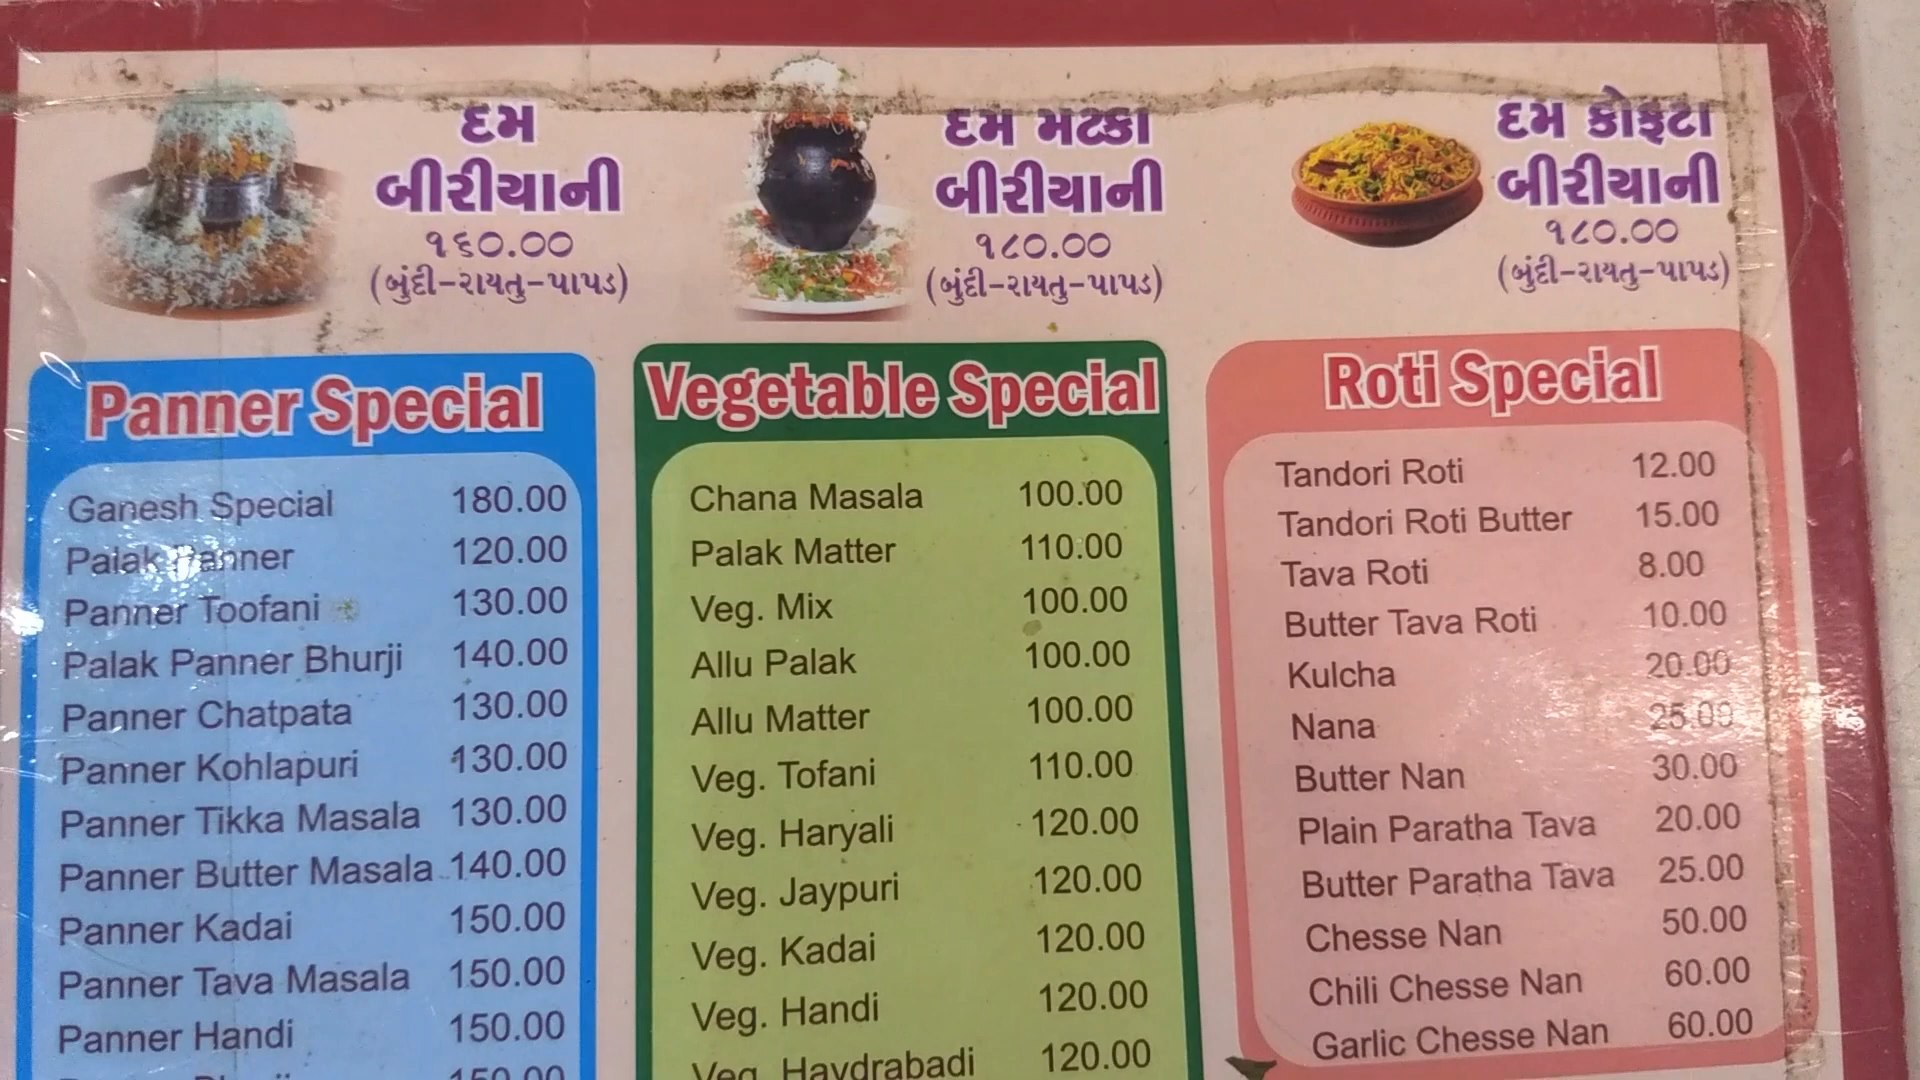 દમ
બીરીયાની
૧૬૦.૦૦
(બુંદી-રાયતુ-પાપડ)
દમ મટકા
બીરીયાની
૧૮૦.૦૦
(બુંદી-રાયતુ-પાપડ)
દમ કોફટા
બીરીયાની
૧૮૦.૦૦
(બુંદી-રાયતુ-પાપડ)
Panner Special
Ganesh Special 180.00
Palak Panner 120.00
Panner Toofani 130.00
Palak Panner Bhurji 140.00
Panner Chatpata 130.00
Panner Kohlapuri 130.00
Panner Tikka Masala 130.00
Panner Butter Masala 140.00
Panner Kadai 150.00
Panner Tava Masala 150.00
Panner Handi 150.00
150.00
Vegetable Special
Chana Masala 100.00
Palak Matter 110.00
Veg. Mix 100.00
Allu Palak 100.00
Allu Matter 100.00
Veg. Tofani 110.00
Veg. Haryali 120.00
Veg. Jaypuri 120.00
Veg. Kadai 120.00
Veg. Handi 120.00
Veg. Haydrabadi 120.00
Roti Special
Tandori Roti 12.00
Tandori Roti Butter 15.00
Tava Roti 8.00
Butter Tava Roti 10.00
Kulcha 20.00
Nana 25.00
Butter Nan 30.00
Plain Paratha Tava 20.00
Butter Paratha Tava 25.00
Chesse Nan 50.00
Chili Chesse Nan 60.00
Garlic Chesse Nan 60.00